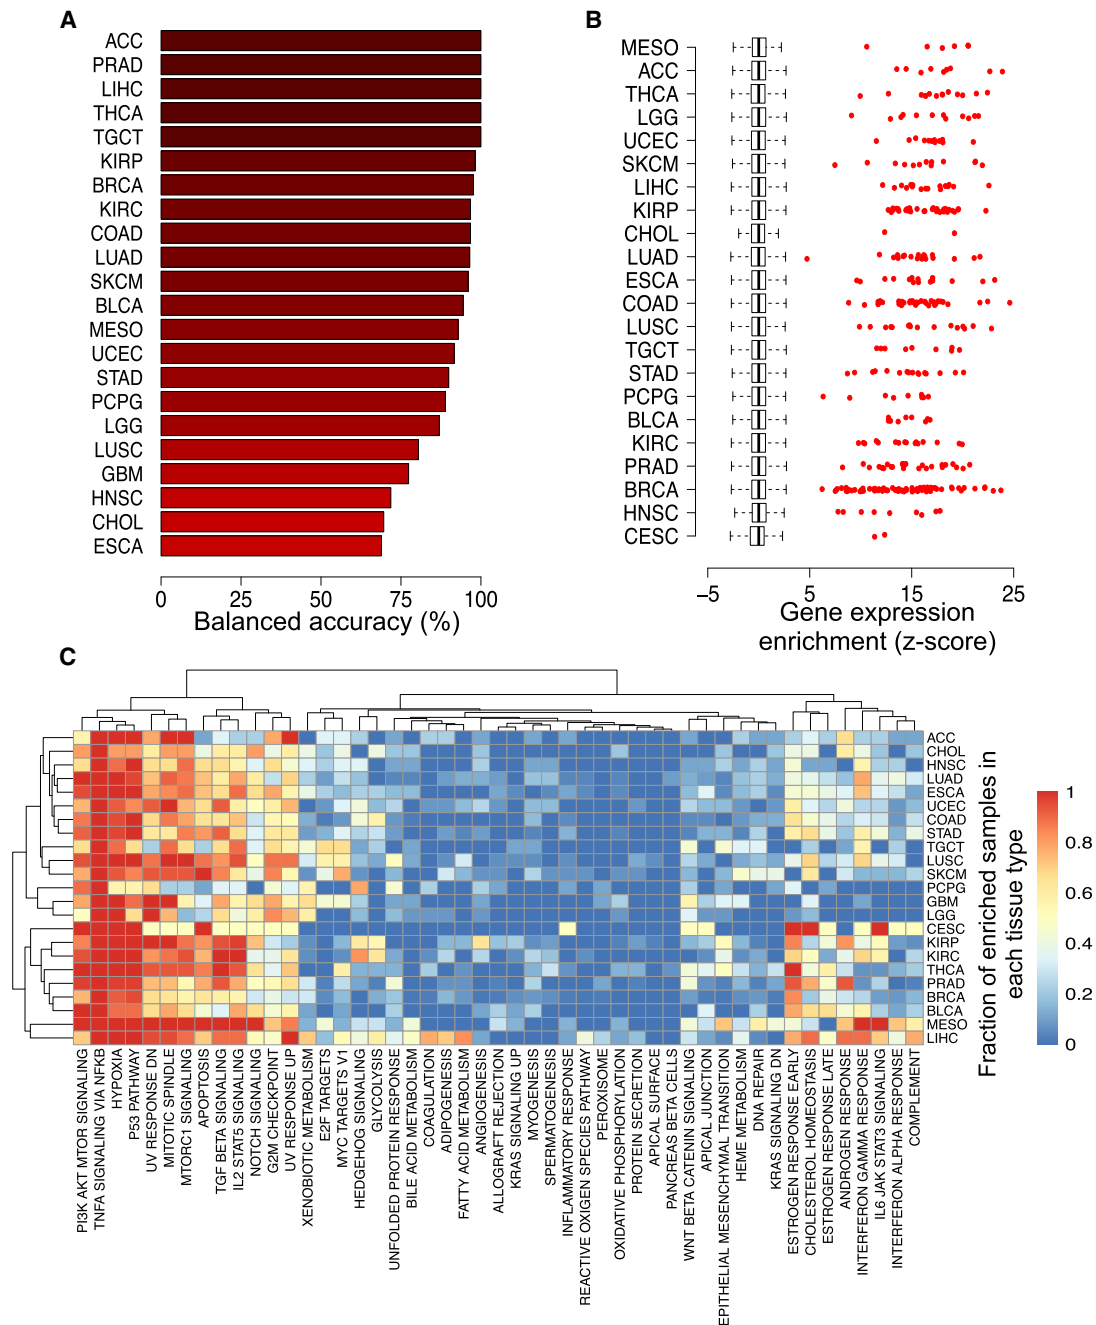 A
ACC
PRAD
LIHC
THCA
TGCT
KIRP
BRCA
KIRC
COAD
LUAD
SKCM
BLCA
MESO
UCEC
STAD
PCPG
LGG
LUSC
GBM
HNSC
CHOL
ESCA
0 25 50 75 100
Balanced accuracy (%)
B
MESO
ACC
THCA
LGG
UCEC
SKCM
LIHC
KIRP
CHOL
LUAD
ESCA
COAD
LUSC
TGCT
STAD
PCPG
BLCA
KIRC
PRAD
BRCA
HNSC
CESC
−5 5 15 25
Gene expression
enrichment (z-score)
C
ACC
CHOL
HNSC
LUAD
ESCA
UCEC
COAD
STAD
TGCT
LUSC
SKCM
PCPG
GBM
LGG
CESC
KIRP
KIRC
THCA
PRAD
BRCA
BLCA
MESO
LIHC
PI3K AKT MTOR SIGNALING
TNFA SIGNALING VIA NFKB
HYPOXIA
P53 PATHWAY
UV RESPONSE DN
MITOTIC SPINDLE
MTORC1 SIGNALING
APOPTOSIS
TGF BETA SIGNALING
IL2 STAT5 SIGNALING
NOTCH SIGNALING
G2M CHECKPOINT
UV RESPONSE UP
XENOBIOTIC METABOLISM
E2F TARGETS
MYC TARGETS V1
HEDGEHOG SIGNALING
GLYCOLYSIS
UNFOLDED PROTEIN RESPONSE
BILE ACID METABOLISM
COAGULATION
ADIPOGENESIS
FATTY ACID METABOLISM
ANGIOGENESIS
ALLOGRAFT REJECTION
KRAS SIGNALING UP
MYOGENESIS
SPERMATOGENESIS
INFLAMMATORY RESPONSE
REACTIVE OXIGEN SPECIES PATHWAY
PEROXISOME
OXIDATIVE PHOSPHORYLATION
PROTEIN SECRETION
APICAL SURFACE
PANCREAS BETA CELLS
WNT BETA CATENIN SIGNALING
APICAL JUNCTION
EPITHELIAL MESENCHYMAL TRANSITION
HEME METABOLISM
DNA REPAIR
KRAS SIGNALING DN
ESTROGEN RESPONSE EARLY
CHOLESTEROL HOMEOSTASIS
ESTROGEN RESPONSE LATE
ANDROGEN RESPONSE
INTERFERON GAMMA RESPONSE
IL6 JAK STAT3 SIGNALING
INTERFERON ALPHA RESPONSE
COMPLEMENT
Fraction of enriched samples in
each tissue type
1
0.8
0.6
0.4
0.2
0